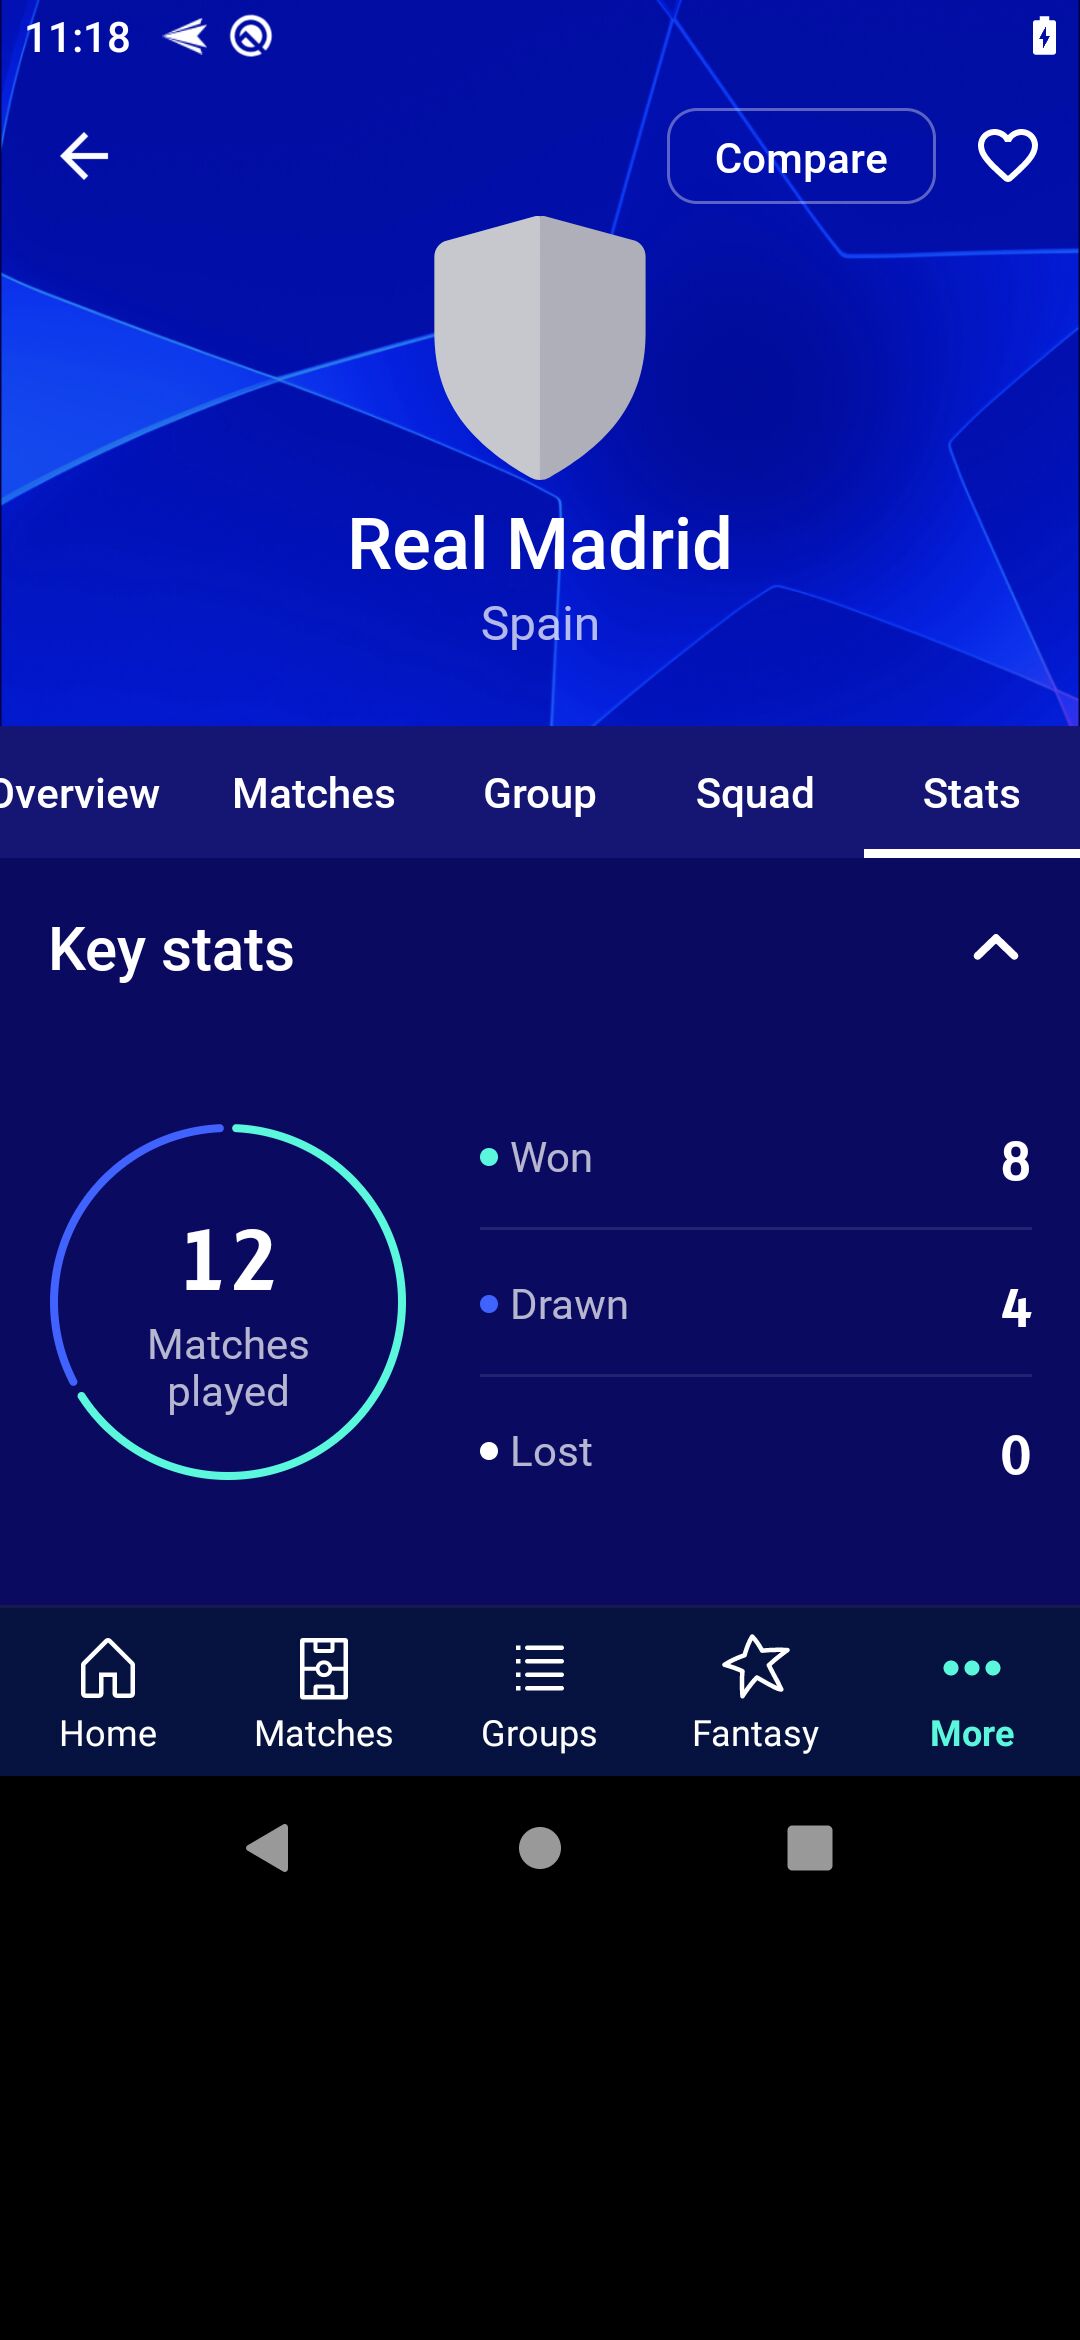 11:18
Compare
Real Madrid
Spain
Overview Matches Group Squad Stats
Key stats
12
Matches
played
Won 8
Drawn 4
Lost 0
Home Matches Groups Fantasy More